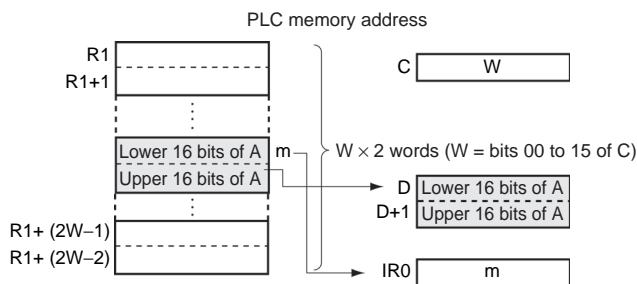 PLC memory address
R1
R1+1
C
W
Lower 16 bits of A
Upper 16 bits of A
m
W × 2 words (W = bits 00 to 15 of C)
D
D+1
Lower 16 bits of A
Upper 16 bits of A
R1+ (2W–1)
R1+ (2W–2)
IR0
m